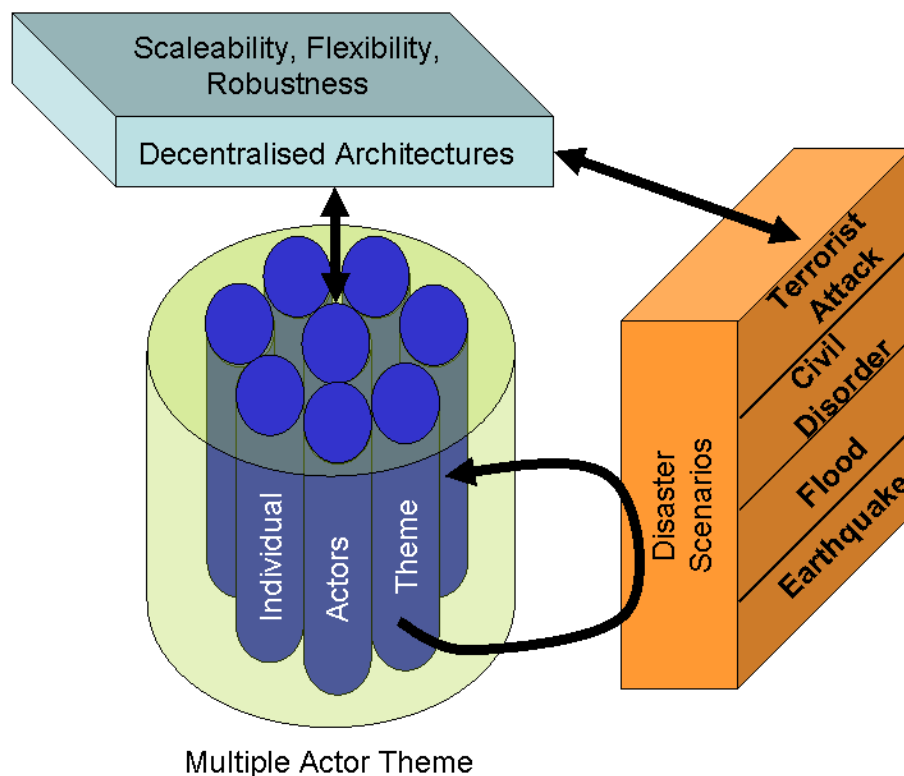 Scaleability, Flexibility,
Robustness
Decentralised Architectures
Terrorist
Attack
Civil
Disorder
Flood
Earthquake
Disaster
Scenarios
Individual
Actors
Theme
Multiple Actor Theme